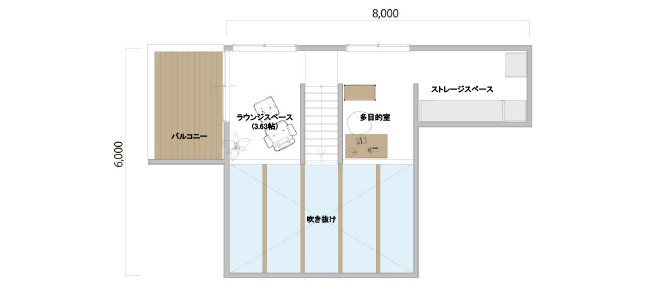 8,000
6,000
ストレージスペース
ラウンジスペース
(3.63帖)
多目的室
バルコニー
吹き抜け